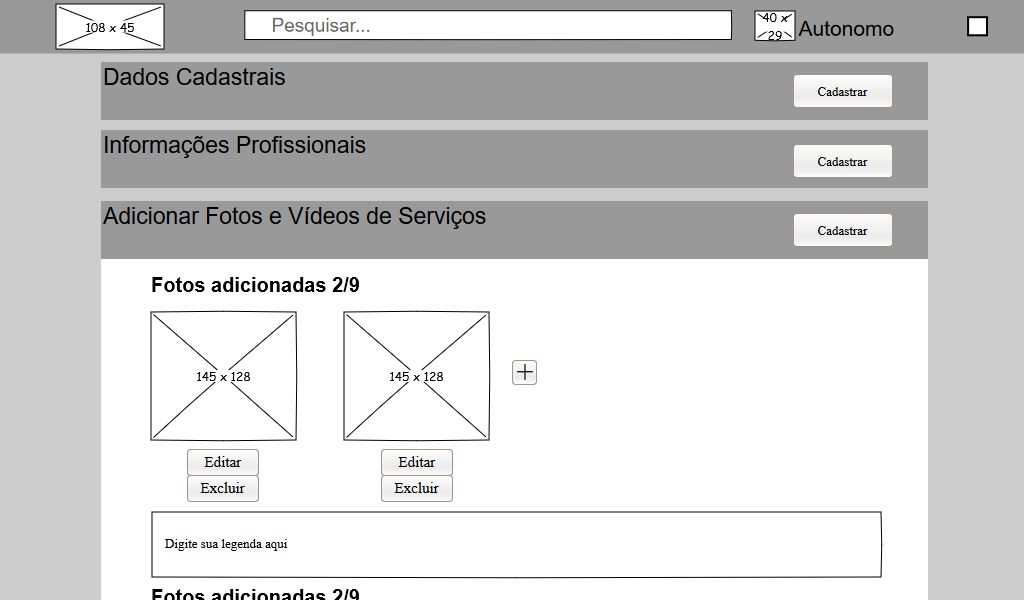 108 x 45
Pesquisar...
40 x
29
Autonomo
Dados Cadastrais
Cadastrar
Informações Profissionais
Cadastrar
Adicionar Fotos e Vídeos de Serviços
Cadastrar
Fotos adicionadas 2/9
145 x 128
145 x 128
Editar
Editar
Excluir
Excluir
Digite sua legenda aqui
Fotos adicionadas 2/9